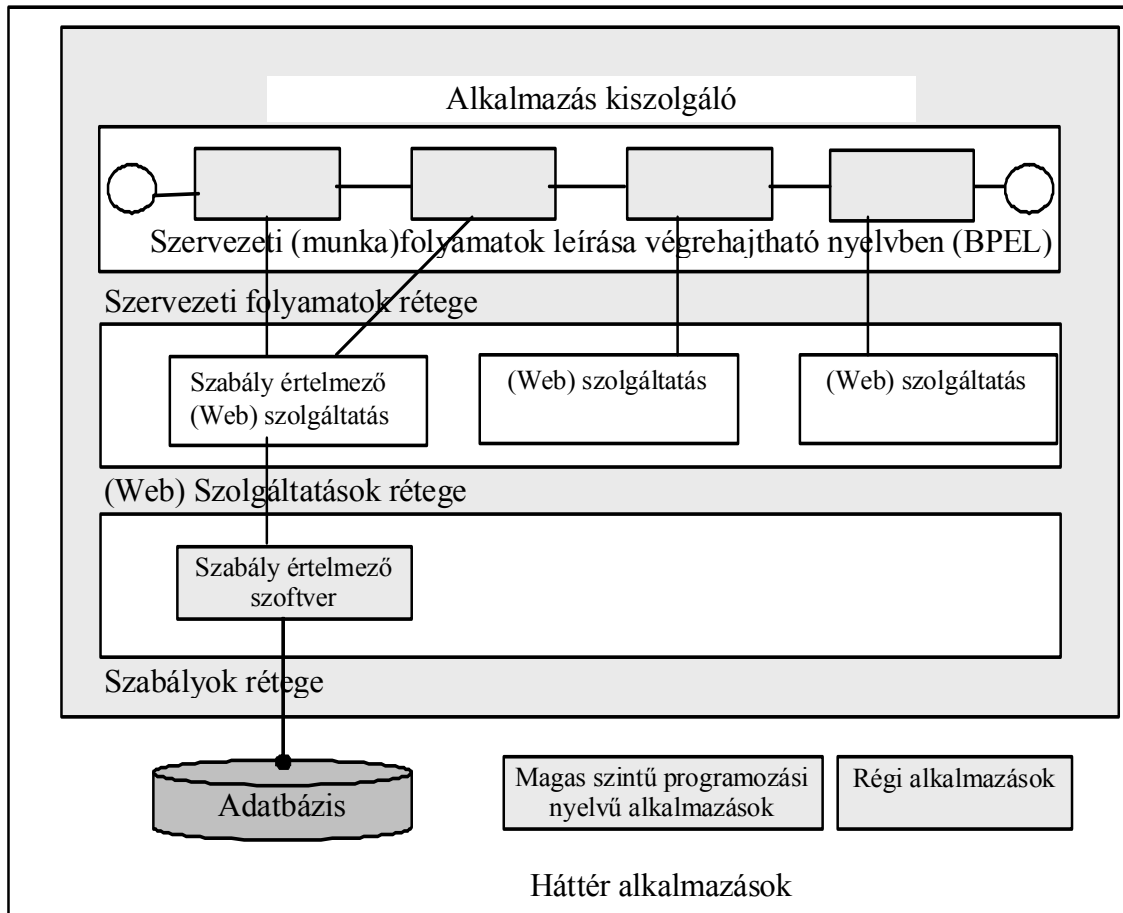 Alkalmazás kiszolgáló
Szervezeti (munka)folyamatok leírása végrehajtható nyelvben (BPEL)
Szervezeti folyamatok rétege
Szabály értelmező
(Web) szolgáltatás
(Web) szolgáltatás
(Web) szolgáltatás
(Web) Szolgáltatások rétege
Szabály értelmező
szoftver
Szabályok rétege
Adatbázis
Magas szintű programozási
nyelvű alkalmazások
Régi alkalmazások
Háttér alkalmazások